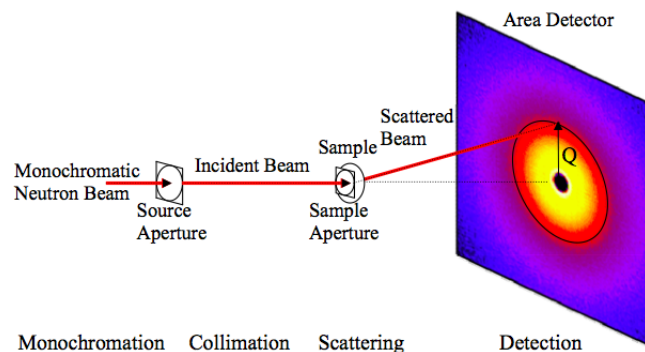 Area Detector
Scattered
Beam
Sample
Q
Monochromatic
Neutron Beam
Incident Beam
Source
Aperture
Sample
Aperture
Monochromation
Collimation
Scattering
Detection